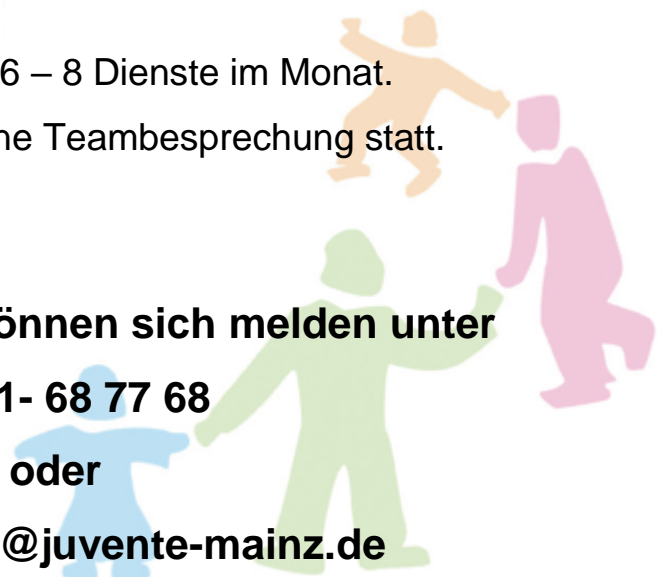 6 – 8 Dienste im Monat.
ne Teambesprechung statt.
önnen sich melden unter
1- 68 77 68
oder
@juvente-mainz.de